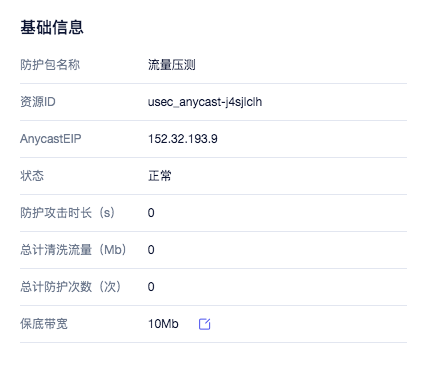 基础信息
防护包名称 流量压测
资源ID usec_anycast-j4sjlclh
AnycastEIP 152.32.193.9
状态 正常
防护攻击时长（s） 0
总计清洗流量（Mb） 0
总计防护次数（次） 0
保底带宽 10Mb